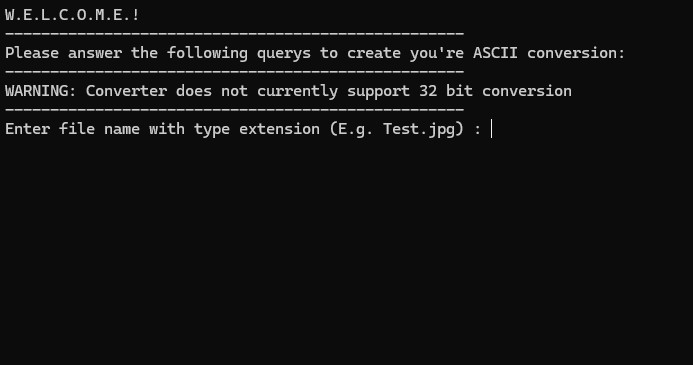 W.E.L.C.O.M.E.!
---------------------------------------------------
Please answer the following querys to create you're ASCII conversion:
---------------------------------------------------
WARNING: Converter does not currently support 32 bit conversion
---------------------------------------------------
Enter file name with type extension (E.g. Test.jpg) :